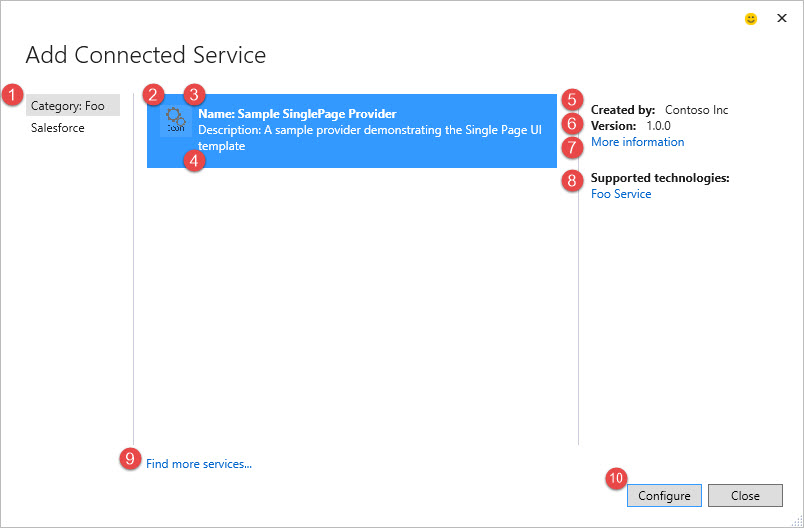 Add Connected Service
1
Category: Foo
Salesforce
2
3
Icon
Name: Sample SinglePage Provider
Description: A sample provider demonstrating the Single Page UI
template
4
5
Created by: Contoso Inc
6
Version: 1.0.0
7
More information
8
Supported technologies:
Foo Service
9
Find more services...
10
Configure
Close